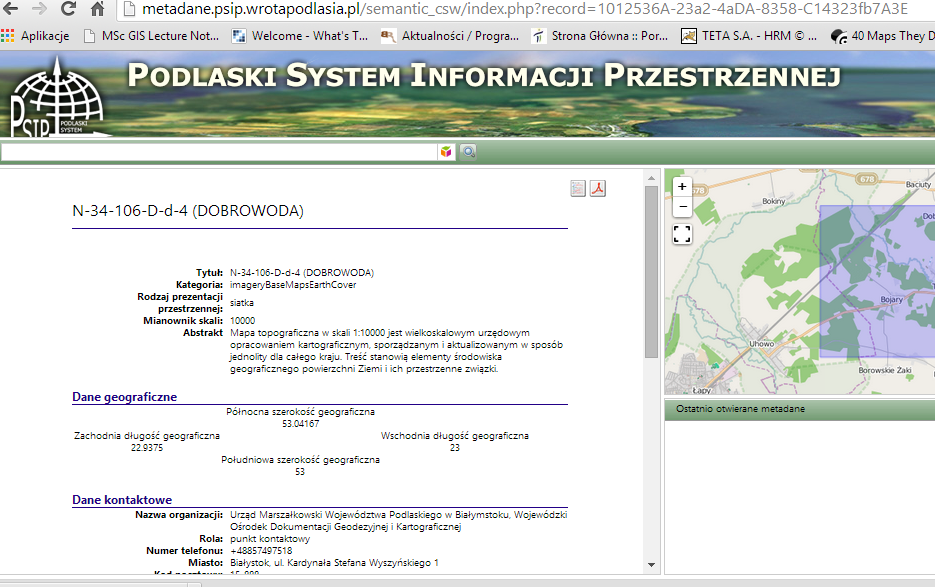 metadane.psip.wrotapodlasia.pl/semantic_csw/index.php?record=1012536A-23a2-4aDA-8358-C14323fb7A3E
Aplikacje MSc GIS Lecture Not... Welcome - What's T... Aktualności / Progra... Strona Główna :: Por... TETA S.A. - HRM © ... 40 Maps They D
PODLASKI SYSTEM INFORMACJI PRZESTRZENNEJ
PSIP PODLASKI SYSTEM
N-34-106-D-d-4 (DOBROWODA)
Tytuł: N-34-106-D-d-4 (DOBROWODA)
Kategoria: imageryBaseMapsEarthCover
Rodzaj prezentacji przestrzennej: siatka
Mianownik skali: 10000
Abstrakt Mapa topograficzna w skali 1:10000 jest wielkoskalowym urzędowym
opracowaniem kartograficznym, sporządzanym i aktualizowanym w sposób
jednolity dla całego kraju. Treść stanowią elementy środowiska
geograficznego powierzchni Ziemi i ich przestrzenne związki.
Dane geograficzne
Północna szerokość geograficzna
53.04167
Zachodnia długość geograficzna Wschodnia długość geograficzna
22.9375 23
Południowa szerokość geograficzna
53
Dane kontaktowe
Nazwa organizacji: Urząd Marszałkowski Województwa Podlaskiego w Białymstoku, Wojewódzki
Ośrodek Dokumentacji Geodezyjnej i Kartograficznej
Rola: punkt kontaktowy
Numer telefonu: +48857497518
Miasto: Białystok, ul. Kardynała Stefana Wyszyńskiego 1
Kod pocztowy: 15-888
+
−
678
678
Baciuty
Bokiny
Dob
Bojary
Uhowo
Borowskie Żaki
Łapy
Ostatnio otwierane metadane